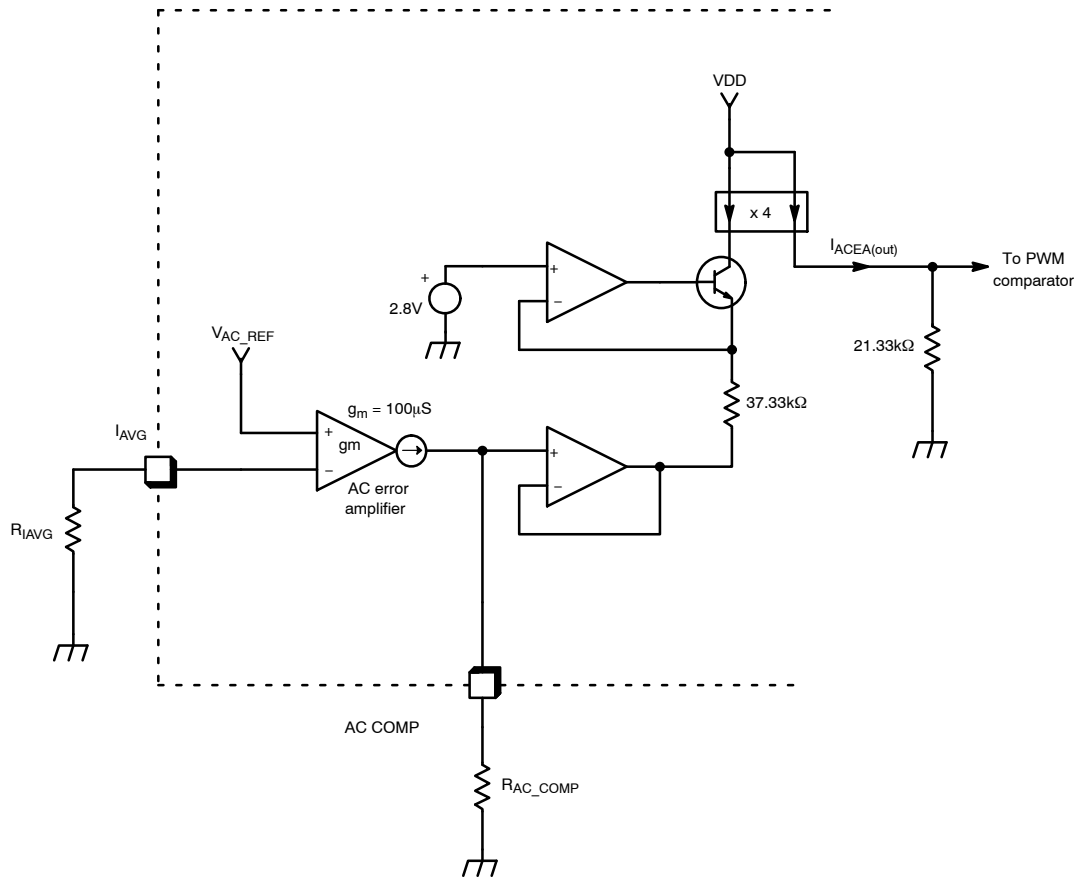 VDD
x 4
I_ACEA(out)
To PWM
comparator
+
−
+
2.8V
21.33kΩ
V_AC_REF
37.33kΩ
g_m = 100μS
I_AVG
+
gm
−
+
−
AC error
amplifier
R_IAVG
AC COMP
R_AC_COMP